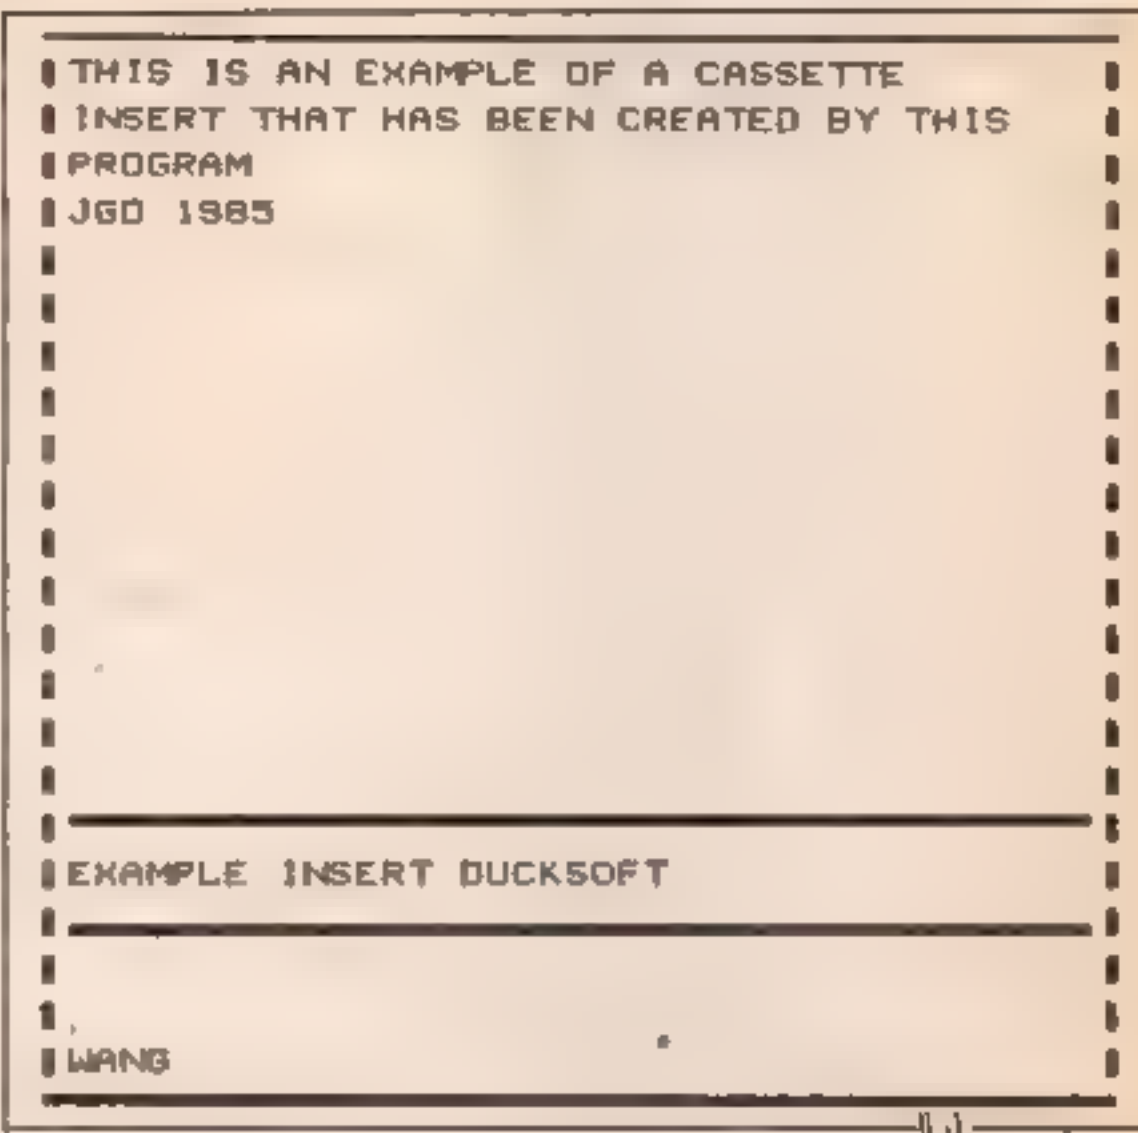 THIS IS AN EXAMPLE OF A CASSETTE
INSERT THAT HAS BEEN CREATED BY THIS
PROGRAM
JGD 1985
EXAMPLE INSERT DUCKSOFT
WANG